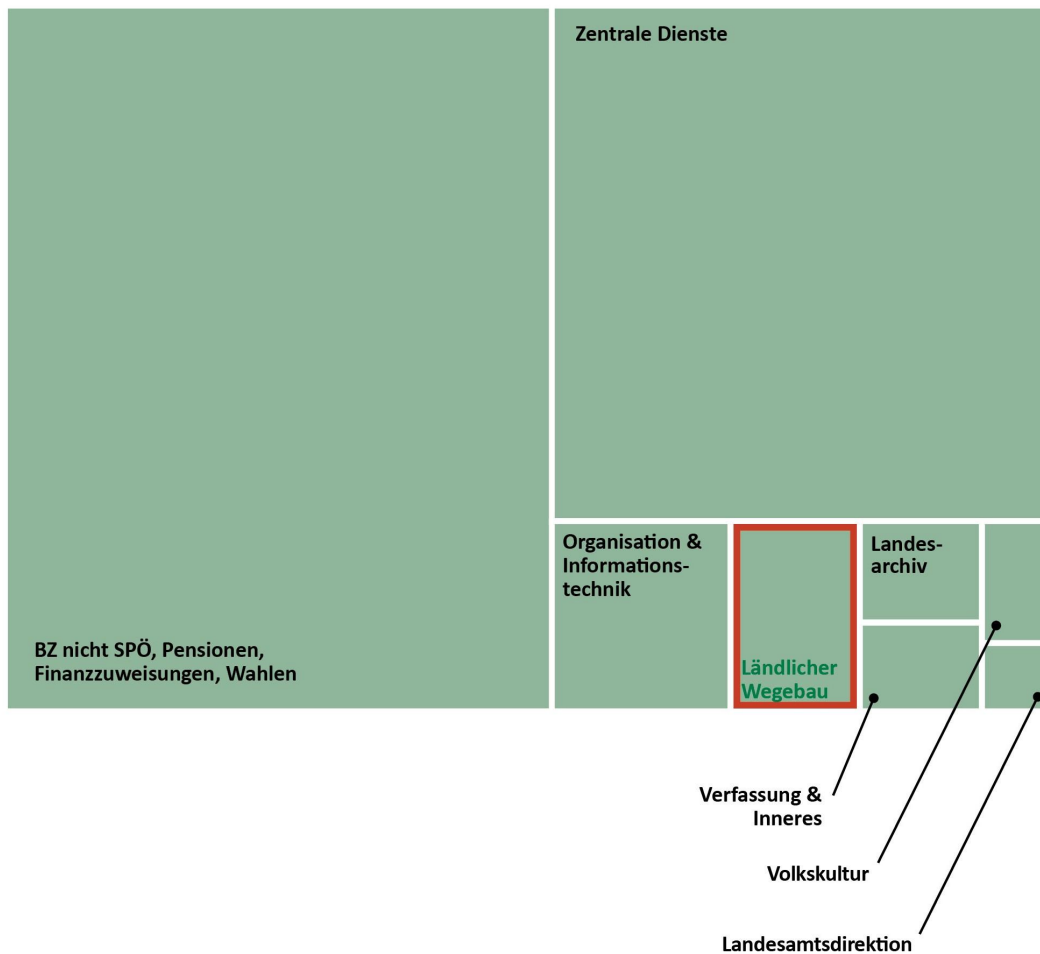 Zentrale Dienste
BZ nicht SPÖ, Pensionen,
Finanzzuweisungen, Wahlen
Organisation &
Informations-
technik
Ländlicher
Wegebau
Landes-
archiv
Verfassung &
Inneres
Volkskultur
Landesamtsdirektion